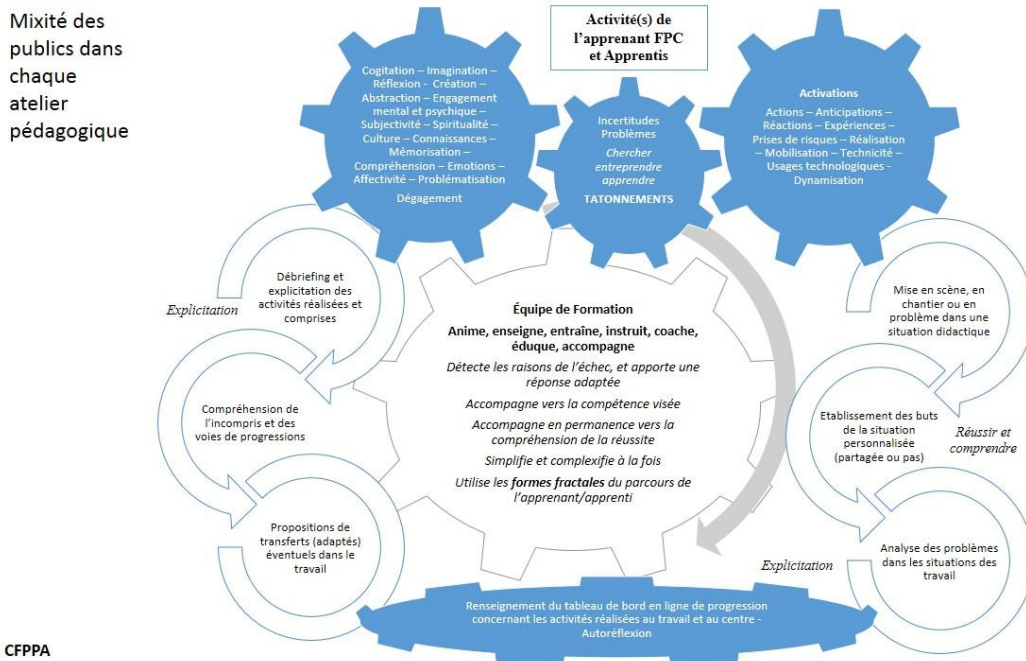 Mixité des
publics dans
chaque
atelier
pédagogique
Activité(s) de
l’apprenant FPC
et Apprentis
Cogitation – Imagination –
Réflexion - Création –
Abstraction – Engagement
mental et psychique –
Subjectivité – Spiritualité –
Culture – Connaissances –
Mémorisation –
Compréhension – Emotions –
Affectivité – Problématisation
Dégagement
Incertitudes
Problèmes
Chercher
entreprendre
apprendre
TATONNEMENTS
Activations
Actions – Anticipations –
Réactions – Expériences –
Prises de risques – Réalisation
– Mobilisation – Technicité –
Usages technologiques -
Dynamisation
Explicitation
Débriefing et
explicitation des
activités réalisées et
comprises
Compréhension de
l’incompris et des
voies de progressions
Propositions de
transferts (adaptés)
éventuels dans le
travail
Équipe de Formation
Anime, enseigne, entraîne, instruit, coache,
éduque, accompagne
Détecte les raisons de l’échec, et apporte une
réponse adaptée
Accompagne vers la compétence visée
Accompagne en permanence vers la
compréhension de la réussite
Simplifie et complexifie à la fois
Utilise les formes fractales du parcours de
l’apprenant/apprenti
Mise en scène, en
chantier ou en
problème dans une
situation didactique
Etablissement des buts
de la situation
personnalisée
(partagée ou pas)
Réussir et
comprendre
Explicitation
Analyse des problèmes
dans les situations des
travail
Renseignement du tableau de bord en ligne de progression
concernant les activités réalisées au travail et au centre -
Autoréflexion
CFPPA